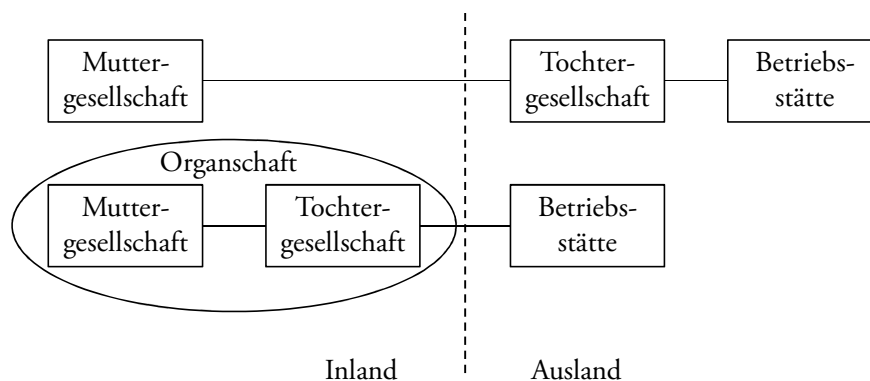 Mutter-
gesellschaft
Tochter-
gesellschaft
Betriebs-
stätte
Organschaft
Mutter-
gesellschaft
Tochter-
gesellschaft
Betriebs-
stätte
Inland
Ausland